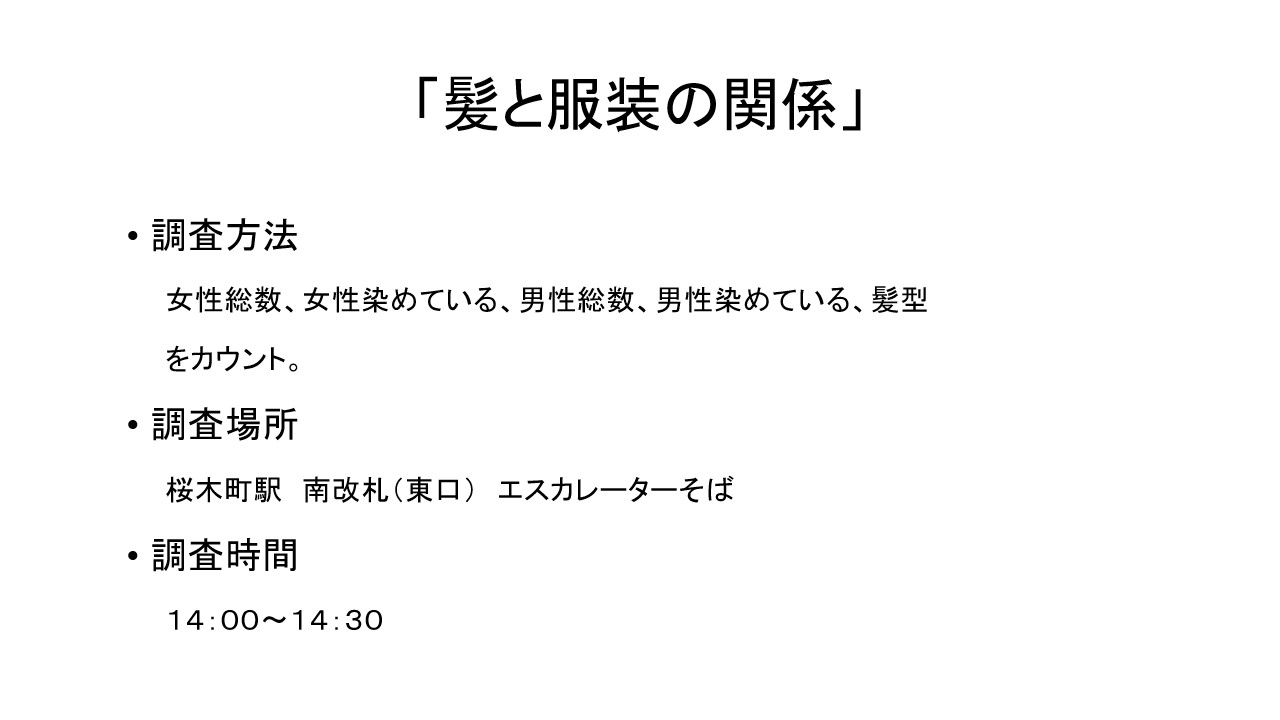 「髪と服装の関係」
• 調査方法
女性総数、女性染めている、男性総数、男性染めている、髪型
をカウント。
• 調査場所
桜木町駅　南改札（東口）　エスカレーターそば
• 調査時間
１４：００～１４：３０